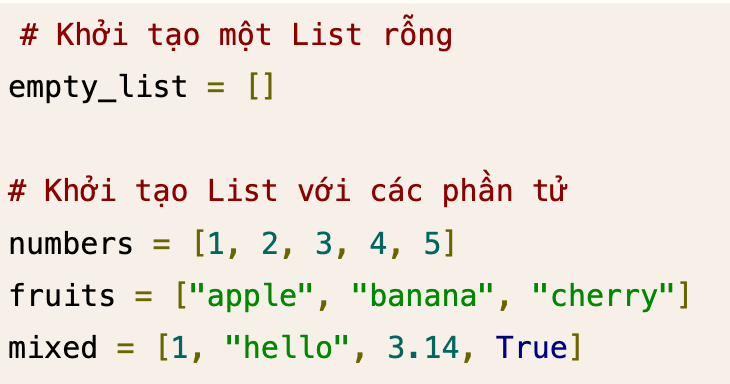 # Khởi tạo một List rỗng
empty_list = []
# Khởi tạo List với các phần tử
numbers = [1, 2, 3, 4, 5]
fruits = ["apple", "banana", "cherry"]
mixed = [1, "hello", 3.14, True]